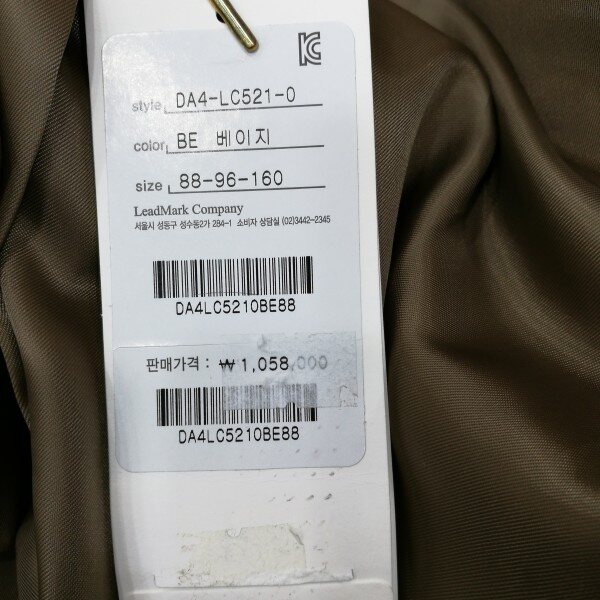 KC
style DA4-LC521-0
color BE 베이지
size 88-96-160
LeadMark Company
서울시 성동구 성수동2가 284-1 소비자 상담실 (02)3442-2345
DA4LC5210BE88
판매가격 : ₩1,058,000
DA4LC5210BE88